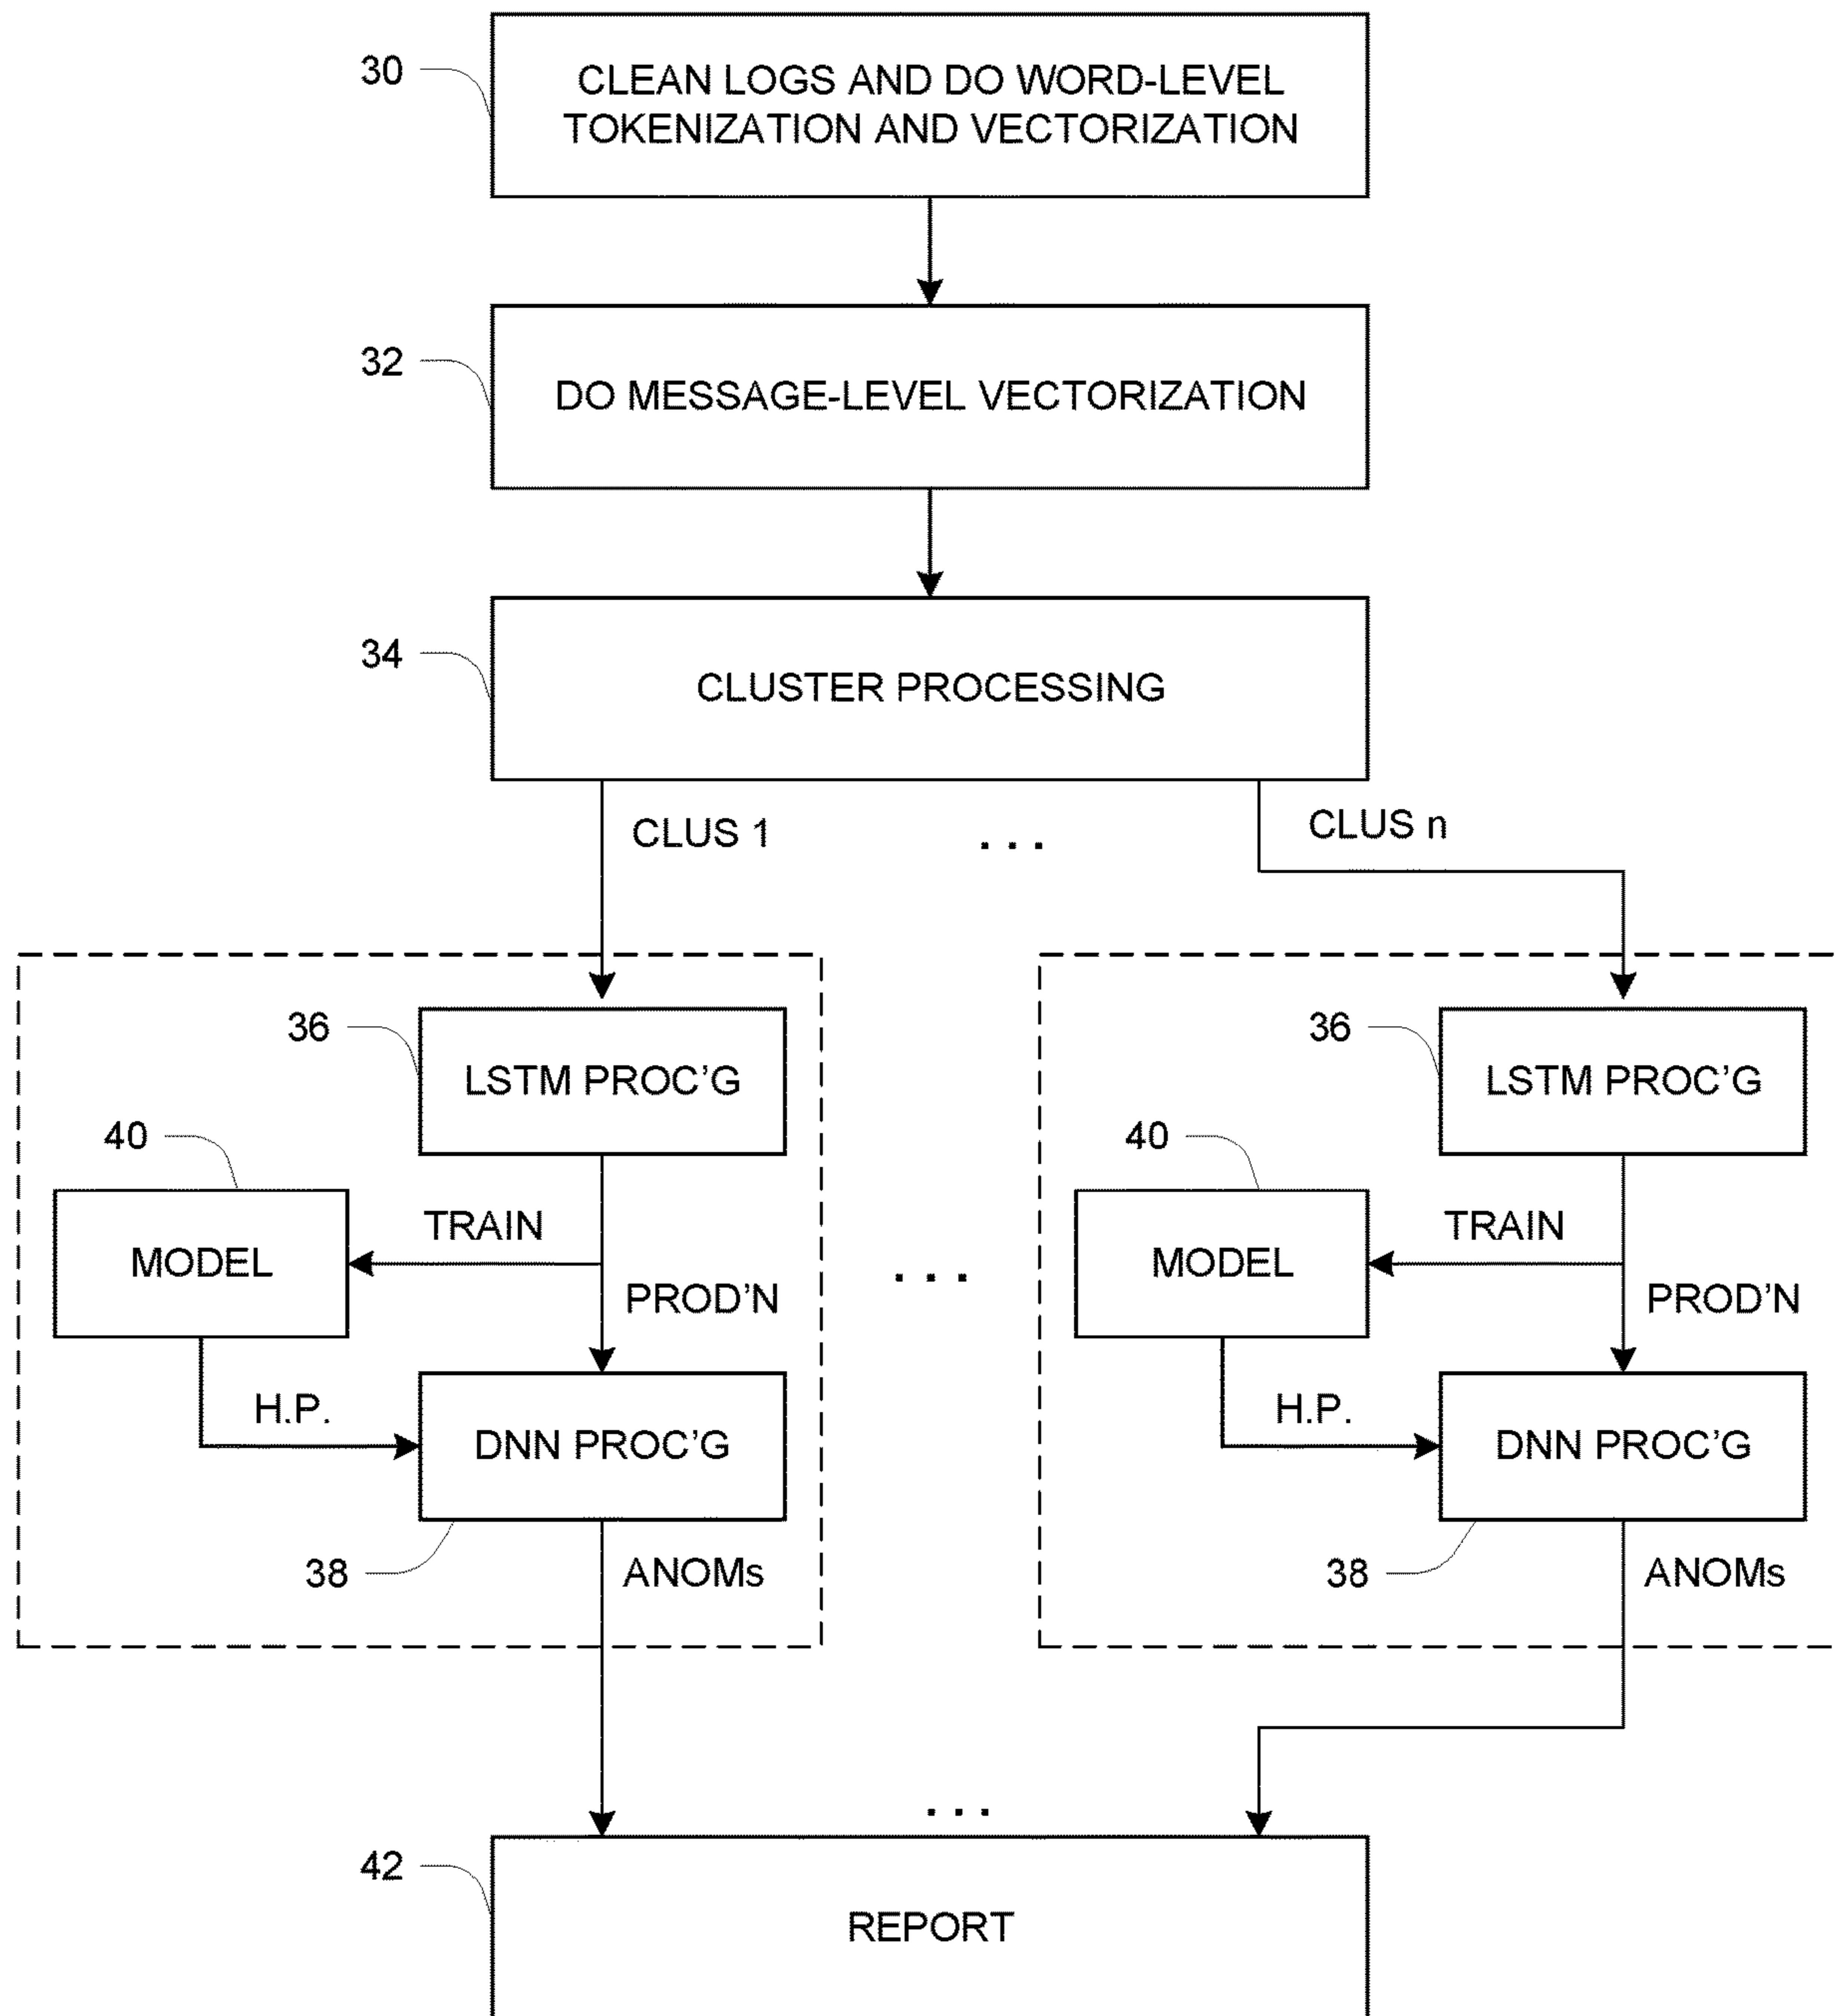 30
CLEAN LOGS AND DO WORD-LEVEL
TOKENIZATION AND VECTORIZATION
32
DO MESSAGE-LEVEL VECTORIZATION
34
CLUSTER PROCESSING
CLUS 1
...
CLUS n
36
LSTM PROC'G
40
MODEL
TRAIN
PROD'N
H.P.
DNN PROC'G
38
ANOMs
...
36
LSTM PROC'G
40
MODEL
TRAIN
PROD'N
H.P.
DNN PROC'G
38
ANOMs
...
42
REPORT